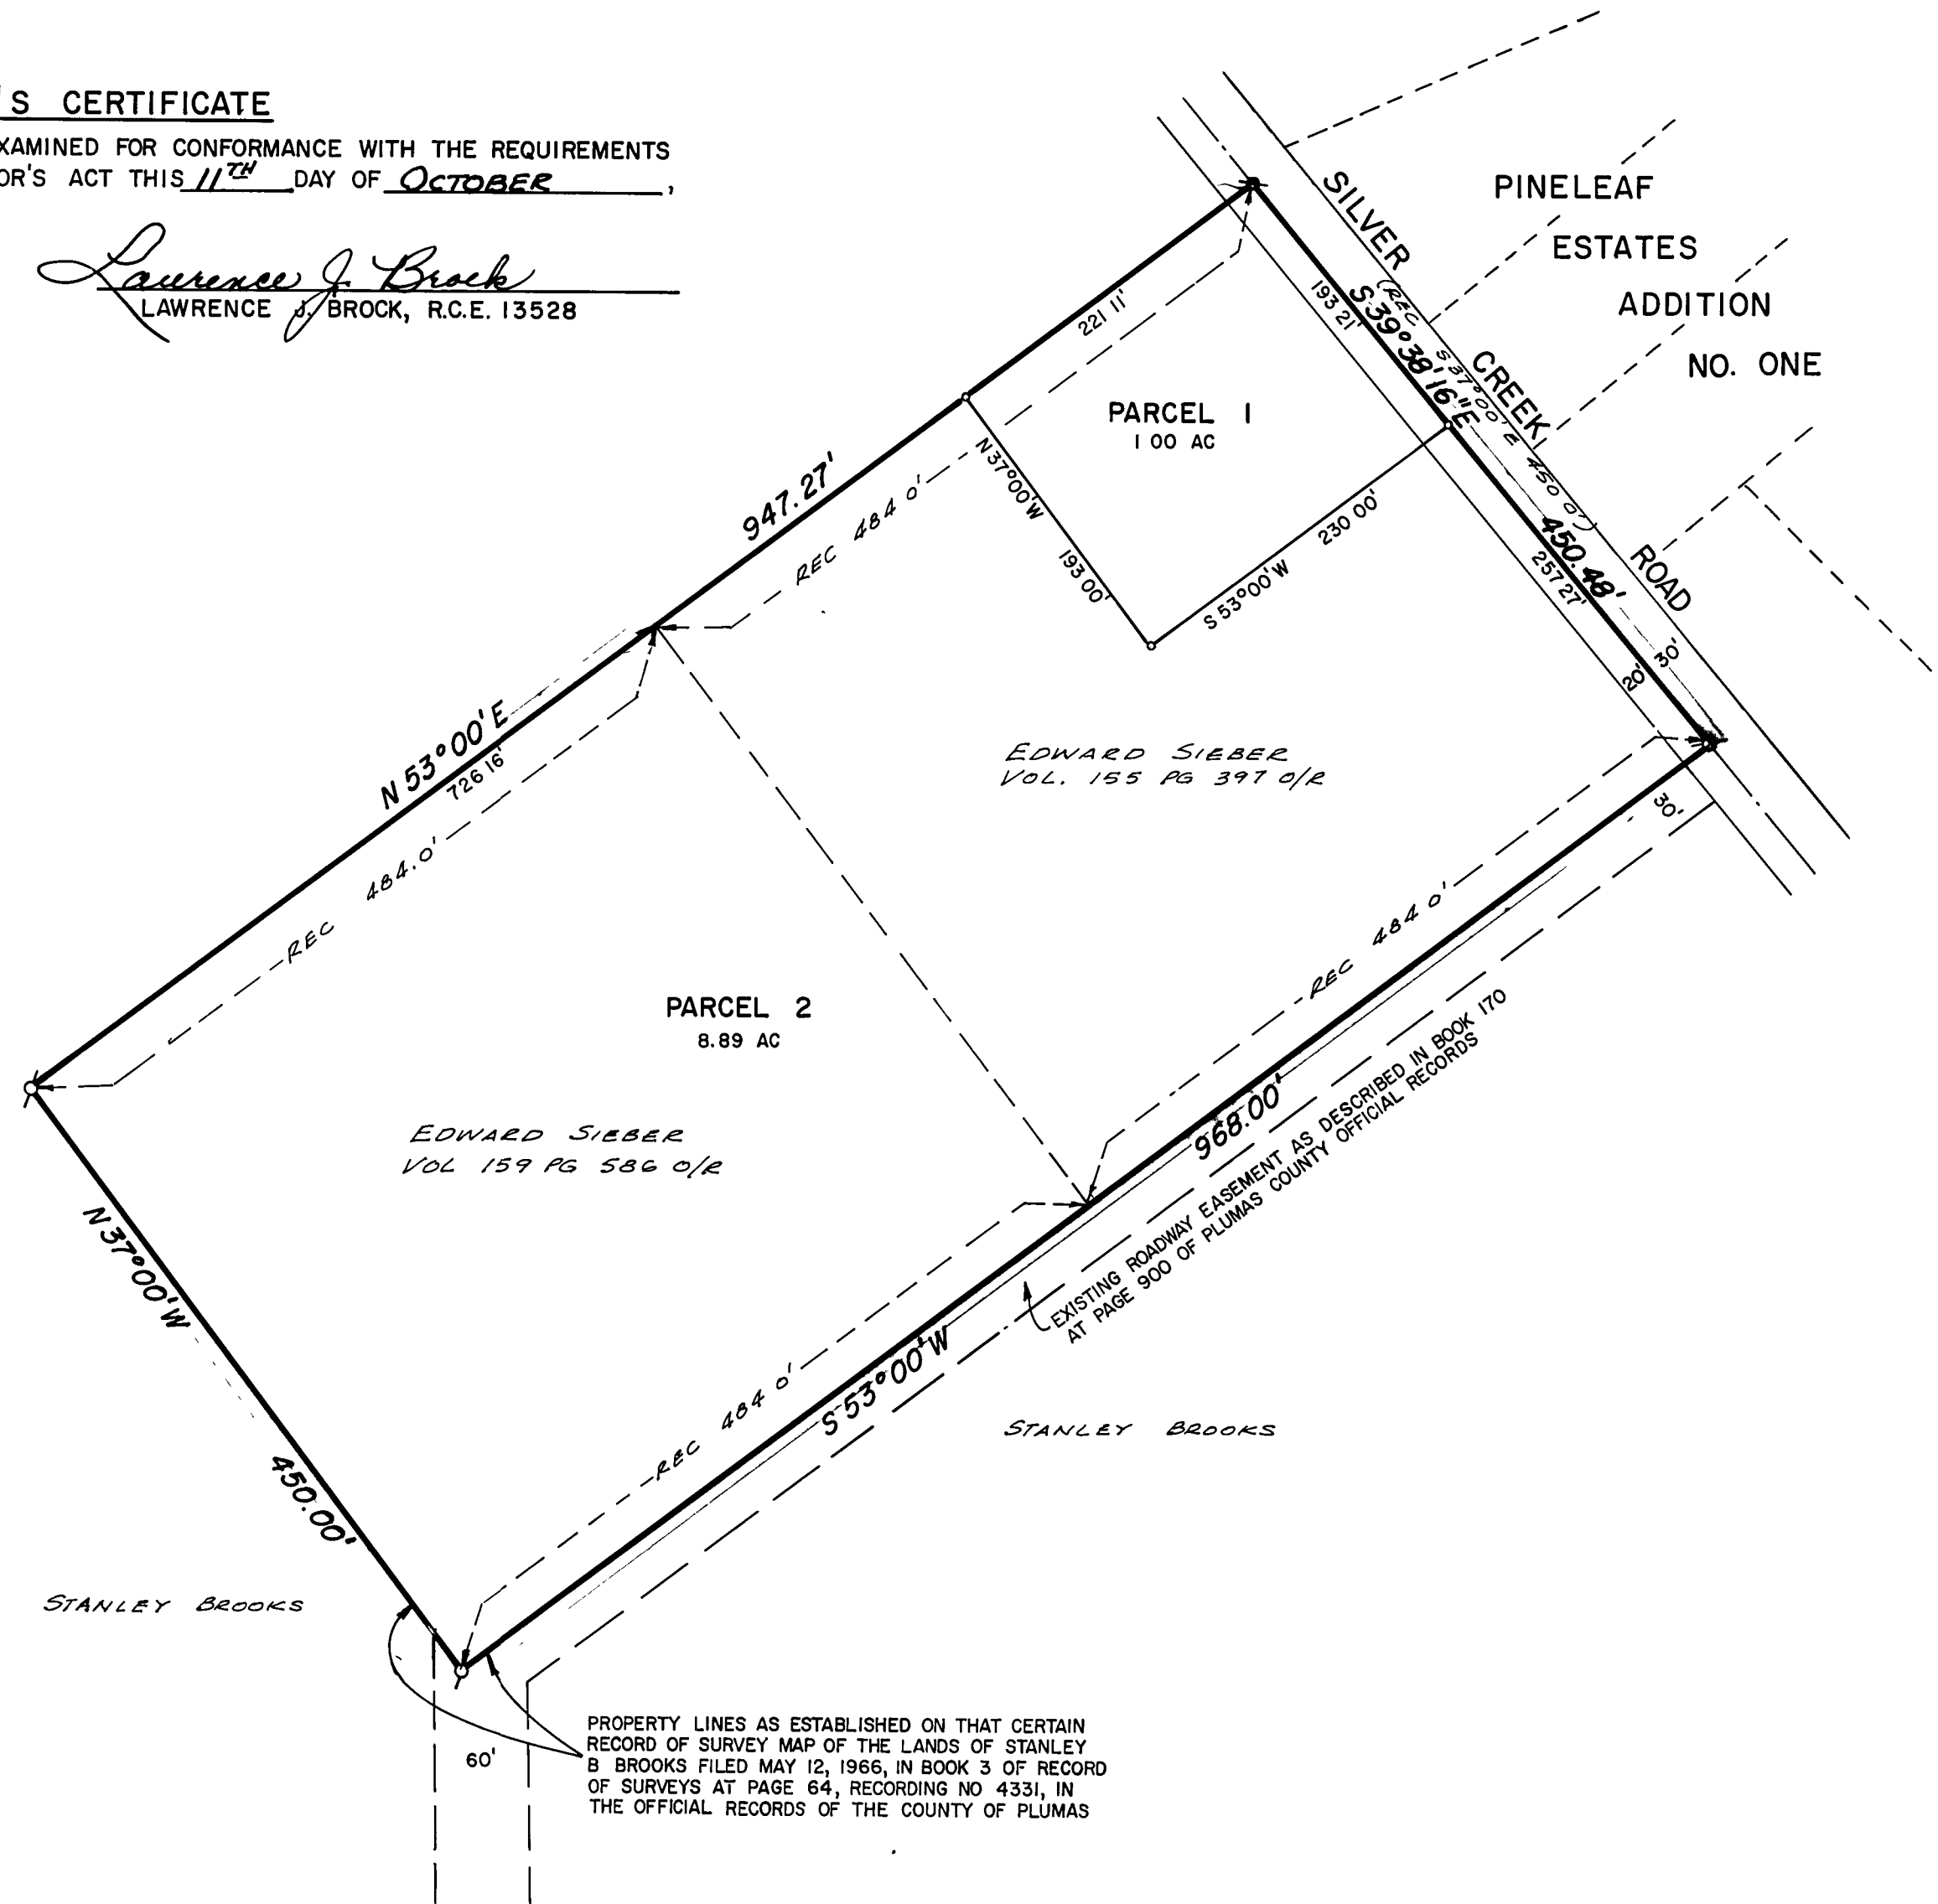 'S CERTIFICATE
XAMINED FOR CONFORMANCE WITH THE REQUIREMENTS
OR'S ACT THIS 11TH DAY OF OCTOBER,
Lawrence J. Brock
LAWRENCE J. BROCK, R.C.E. 13528
PINELEAF
ESTATES
ADDITION
NO. ONE
SILVER CREEK ROAD
(REC S 37°00' E 450 0')
S 39°38'16"E 450.48'
193 21'
257 27'
20'
30'
221 11'
PARCEL 1
1 00 AC
N 37°00'W 193 00'
S 53°00'W 230 00'
947.27'
REC 484 0'
N 53°00'E
726 16'
REC 484.0'
EDWARD SIEBER
VOL. 155 PG 397 O/R
30'
REC 484 0'
PARCEL 2
8.89 AC
EDWARD SIEBER
VOL 159 PG 586 O/R
968.00'
EXISTING ROADWAY EASEMENT AS DESCRIBED IN BOOK 170
AT PAGE 900 OF PLUMAS COUNTY OFFICIAL RECORDS
S 53°00'W
REC 484 0'
N 37°00'W
450.00'
STANLEY BROOKS
STANLEY BROOKS
60'
PROPERTY LINES AS ESTABLISHED ON THAT CERTAIN
RECORD OF SURVEY MAP OF THE LANDS OF STANLEY
B BROOKS FILED MAY 12, 1966, IN BOOK 3 OF RECORD
OF SURVEYS AT PAGE 64, RECORDING NO 4331, IN
THE OFFICIAL RECORDS OF THE COUNTY OF PLUMAS